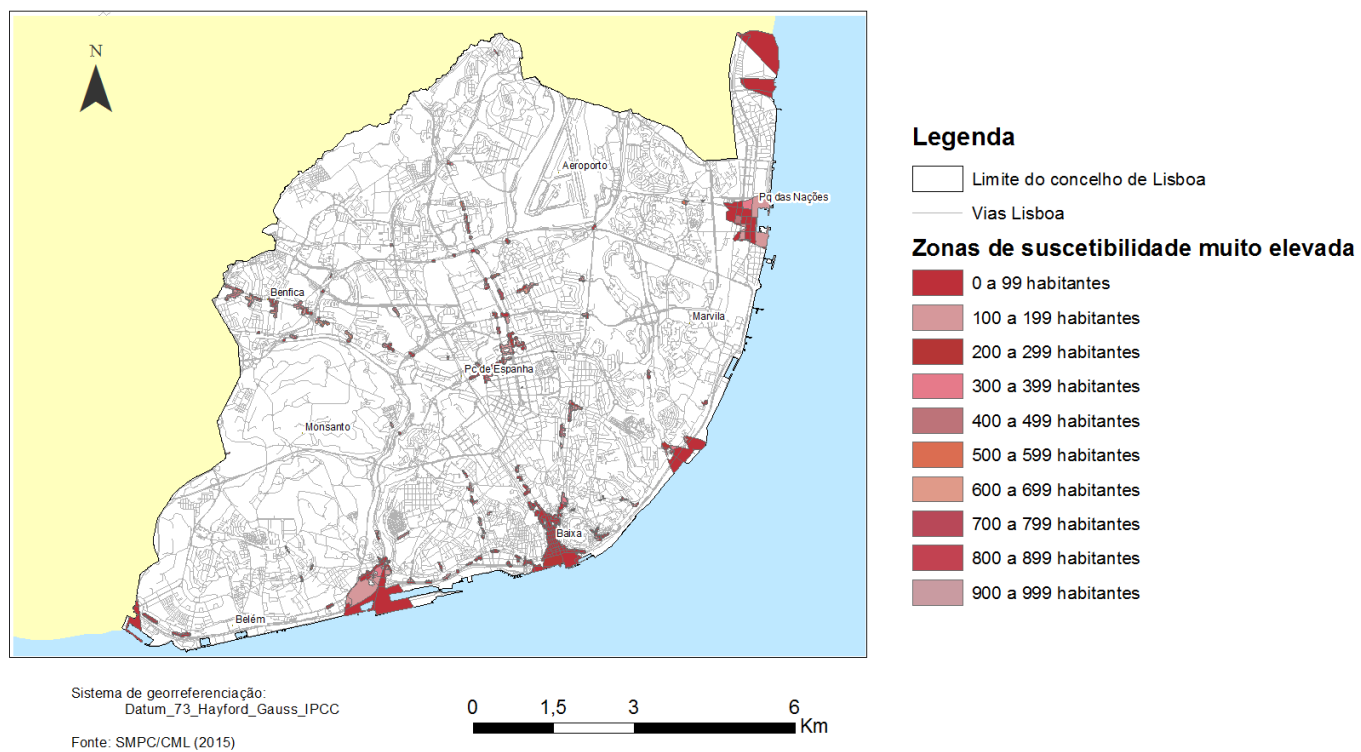 N
Aeroporto
Pq das Nações
Benfica
Marvila
Pc de Espanha
Monsanto
Baixa
Belém
Legenda
Limite do concelho de Lisboa
Vias Lisboa
Zonas de suscetibilidade muito elevada
0 a 99 habitantes
100 a 199 habitantes
200 a 299 habitantes
300 a 399 habitantes
400 a 499 habitantes
500 a 599 habitantes
600 a 699 habitantes
700 a 799 habitantes
800 a 899 habitantes
900 a 999 habitantes
Sistema de georreferenciação:
Datum_73_Hayford_Gauss_IPCC
Fonte: SMPC/CML (2015)
0 1,5 3 6
Km